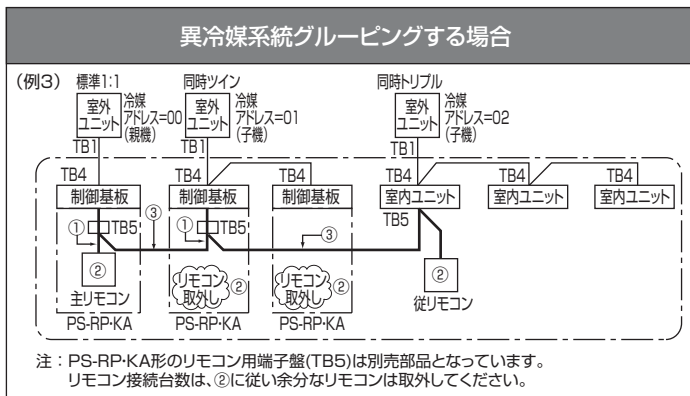 異冷媒系統グルーピングする場合
(例3) 標準1:1
同時ツイン
同時トリプル
室外
ユニット
冷媒
アドレス=00
(親機)
室外
ユニット
冷媒
アドレス=01
(子機)
室外
ユニット
冷媒
アドレス=02
(子機)
TB1
TB1
TB1
TB4
TB4
TB4
TB4
TB4
TB4
制御基板
制御基板
制御基板
室内ユニット
室内ユニット
室内ユニット
①
TB5
③
①
TB5
③
TB5
②
主リモコン
リモコン
取外し
②
リモコン
取外し
②
②
従リモコン
PS-RP・KA
PS-RP・KA
PS-RP・KA
注:PS-RP・KA形のリモコン用端子盤(TB5)は別売部品となっています。
リモコン接続台数は、②に従い余分なリモコンは取外してください。